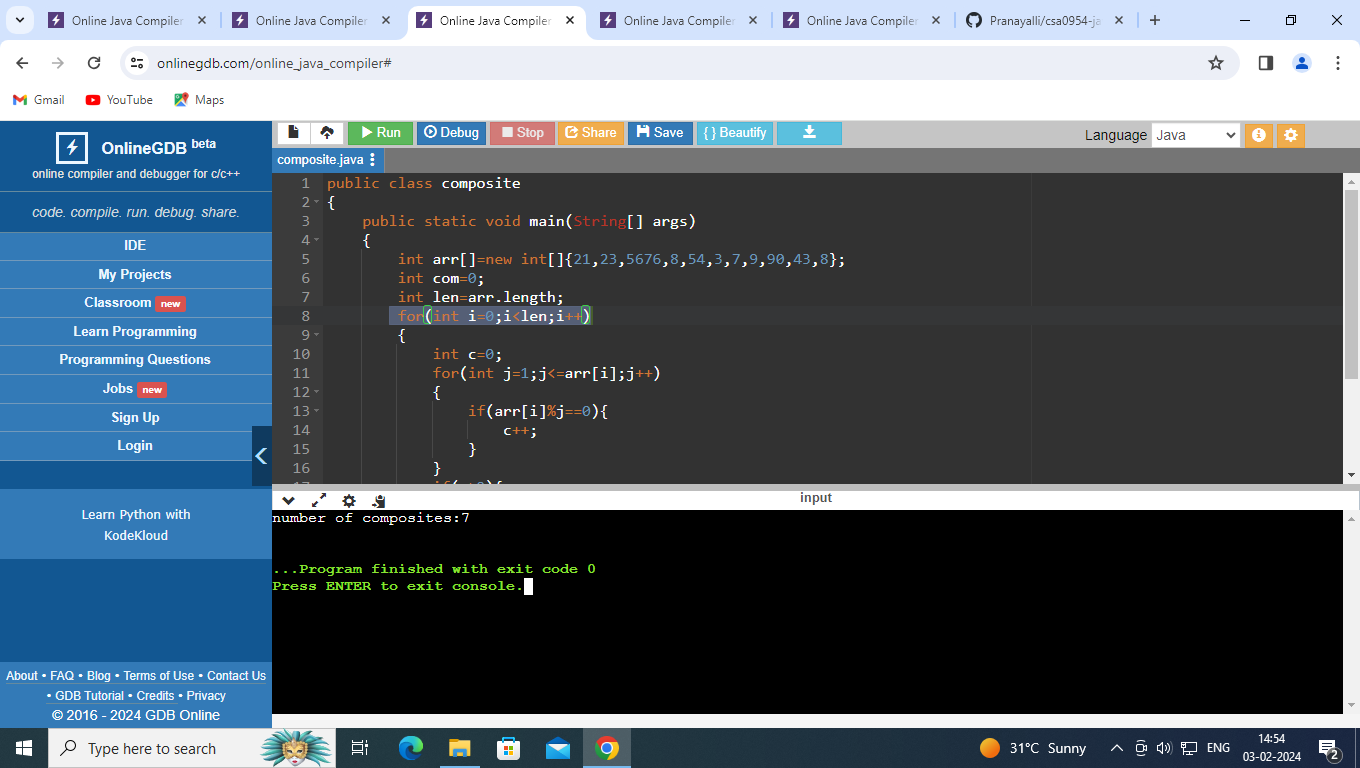 Online Java Compiler
Online Java Compiler
Online Java Compiler
Online Java Compiler
Online Java Compiler
Pranayalli/csa0954-ja
onlinegdb.com/online_java_compiler#
Gmail
YouTube
Maps
OnlineGDB beta
online compiler and debugger for c/c++
code. compile. run. debug. share.
IDE
My Projects
Classroom new
Learn Programming
Programming Questions
Jobs new
Sign Up
Login
Learn Python with
KodeKloud
About • FAQ • Blog • Terms of Use • Contact Us
• GDB Tutorial • Credits • Privacy
© 2016 - 2024 GDB Online
Run Debug Stop Share Save { } Beautify
Language Java
composite.java
1 public class composite
2 {
3 public static void main(String[] args)
4 {
5 int arr[]=new int[]{21,23,5676,8,54,3,7,9,90,43,8};
6 int com=0;
7 int len=arr.length;
8 for(int i=0;i<len;i++)
9 {
10 int c=0;
11 for(int j=1;j<=arr[i];j++)
12 {
13 if(arr[i]%j==0){
14 c++;
15 }
16 }
input
number of composites:7
...Program finished with exit code 0
Press ENTER to exit console.
Type here to search
31°C Sunny
ENG
14:54
03-02-2024
2